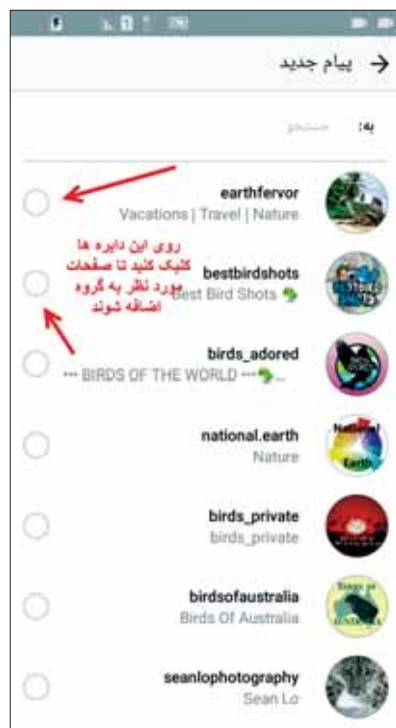 پیام جدید
به: جستجو
earthfervor
Vacations | Travel | Nature
روی این دایره ها
کلیک کنید تا صفحات
مورد نظر به گروه
اضافه شوند
bestbirdshots
Best Bird Shots
birds_adored
••• BIRDS OF THE WORLD •••🦜...
national.earth
Nature
National
Earth
birds_private
birds_private
birdsofaustralia
Birds Of Australia
seanlophotography
Sean Lo